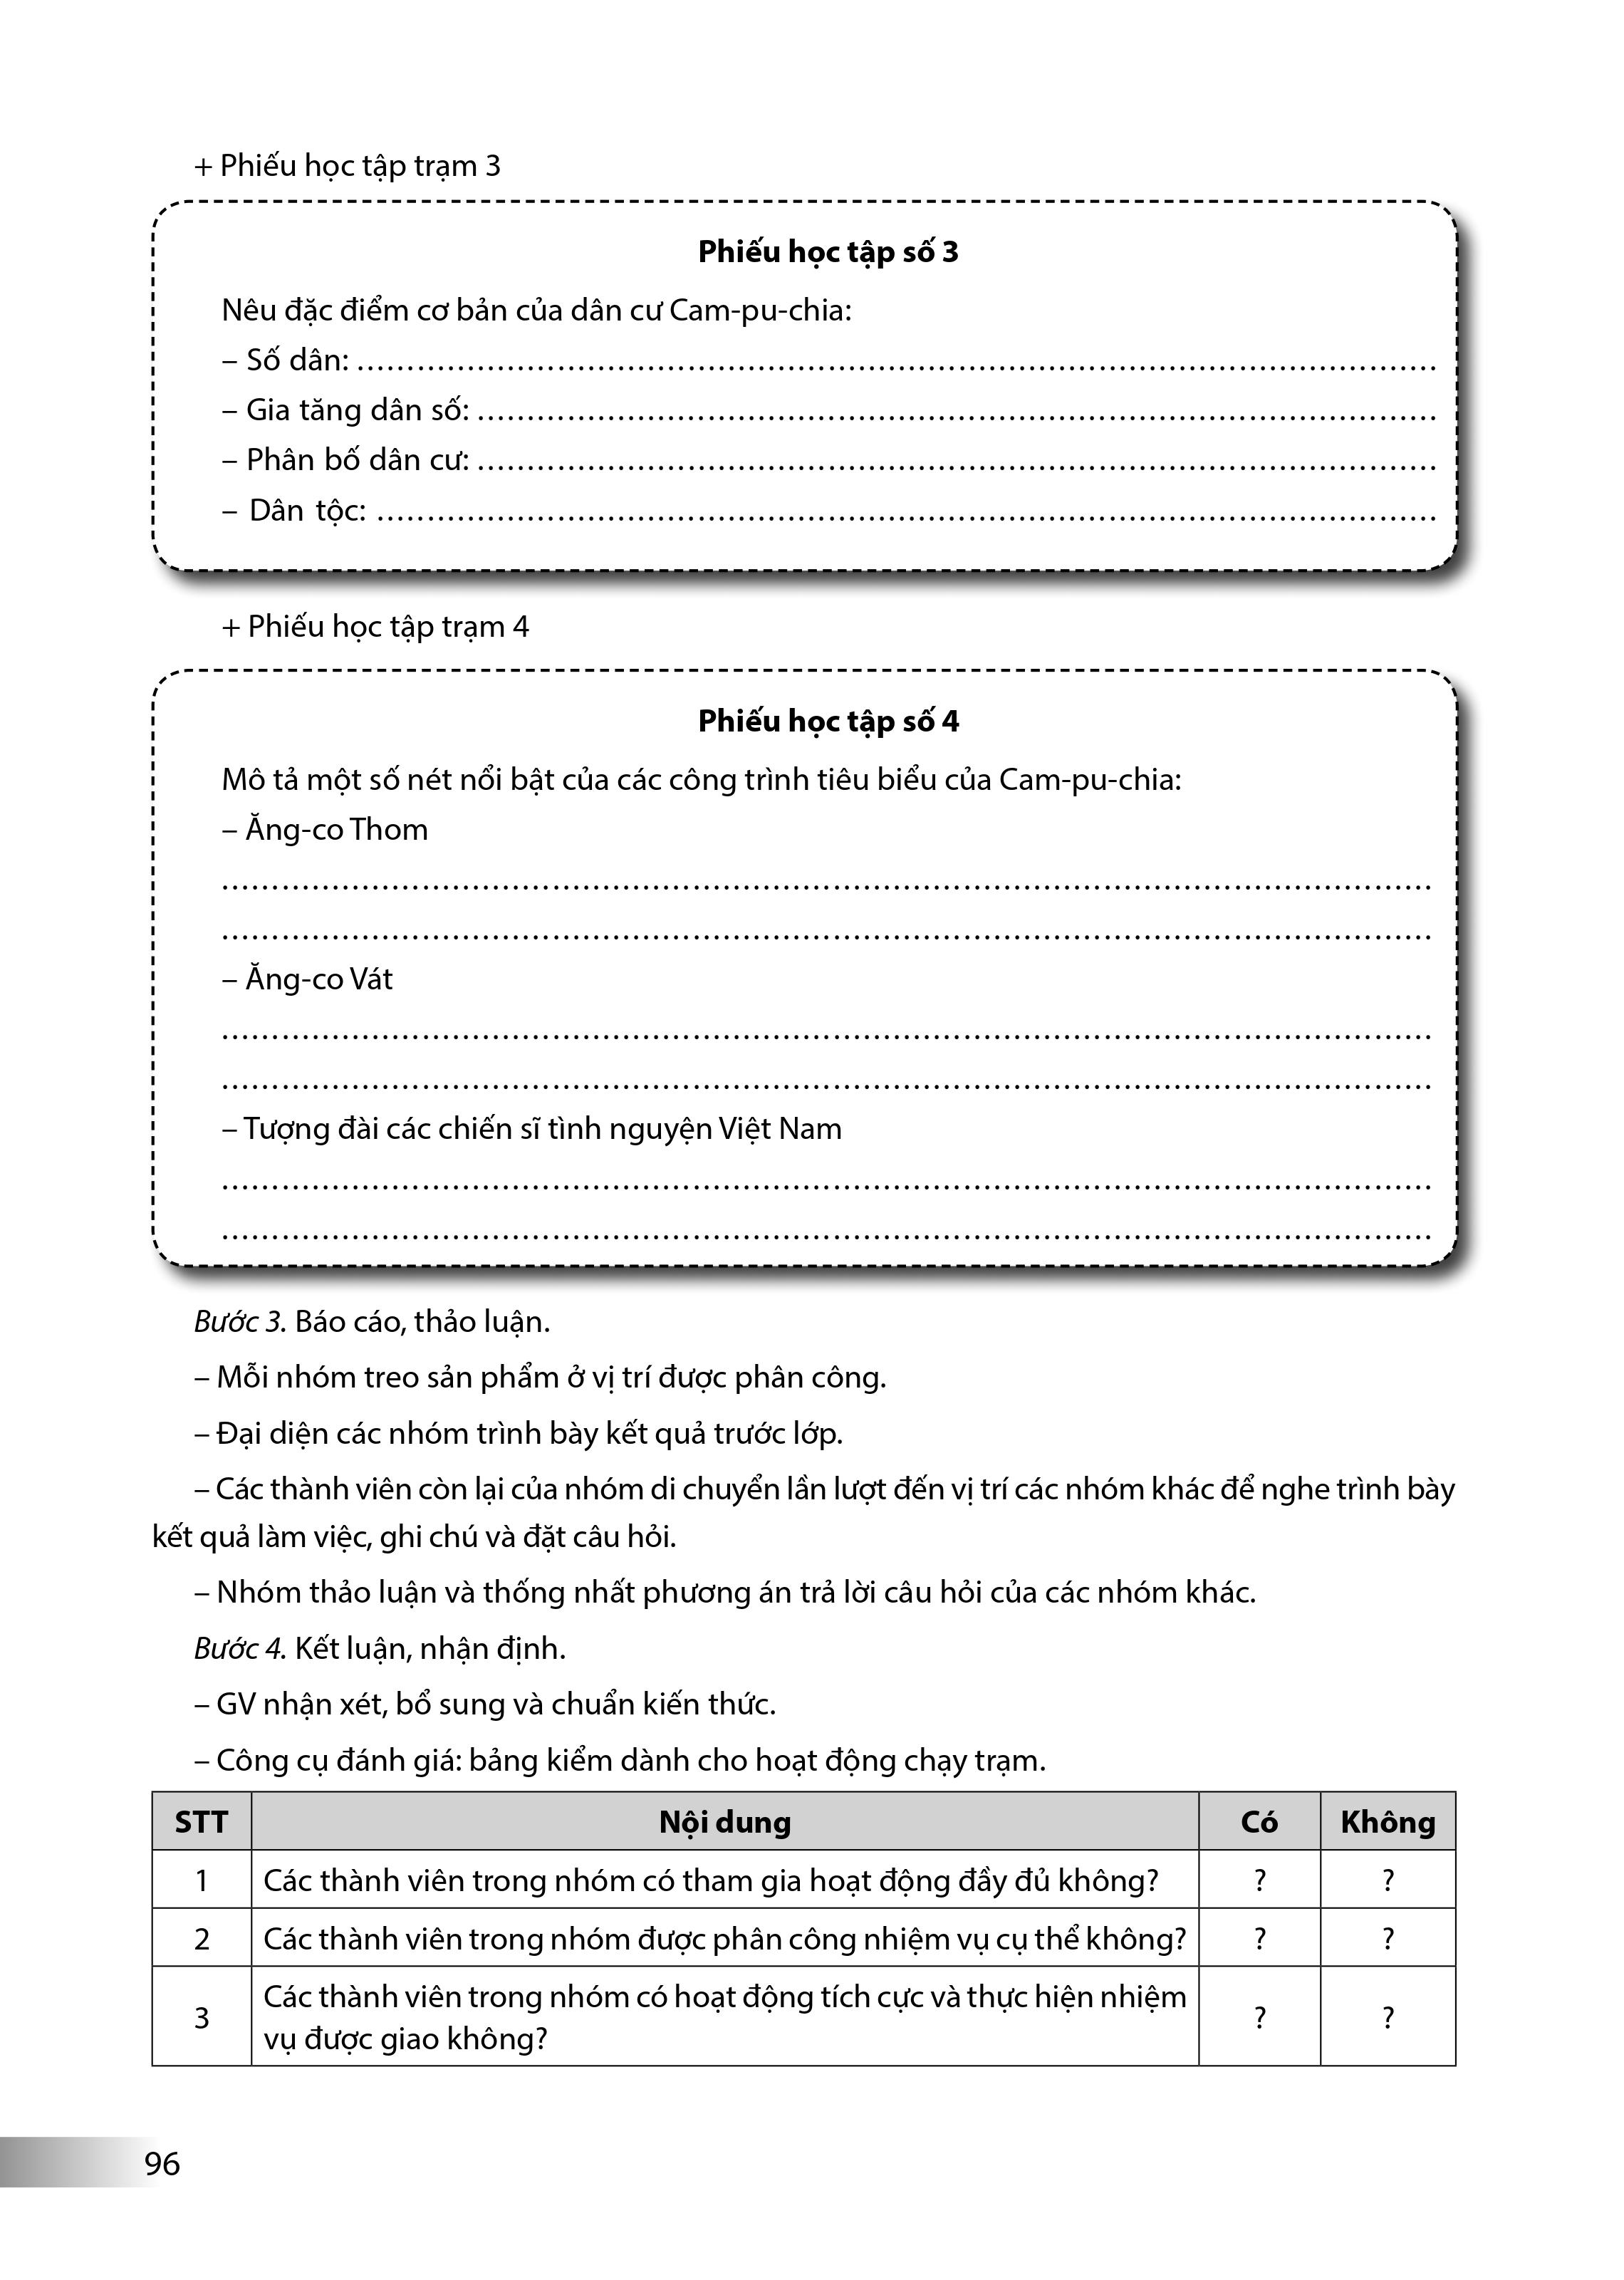 + Phiếu học tập trạm 3
Phiếu học tập số 3
Nêu đặc điểm cơ bản của dân cư Cam-pu-chia:
– Số dân: ..........................................................................................................
– Gia tăng dân số: ..............................................................................................
– Phân bố dân cư: ..............................................................................................
– Dân tộc: ........................................................................................................
+ Phiếu học tập trạm 4
Phiếu học tập số 4
Mô tả một số nét nổi bật của các công trình tiêu biểu của Cam-pu-chia:
– Ăng-co Thom
.......................................................................................................................
.......................................................................................................................
– Ăng-co Vát
.......................................................................................................................
.......................................................................................................................
– Tượng đài các chiến sĩ tình nguyện Việt Nam
.......................................................................................................................
.......................................................................................................................
Bước 3. Báo cáo, thảo luận.
– Mỗi nhóm treo sản phẩm ở vị trí được phân công.
– Đại diện các nhóm trình bày kết quả trước lớp.
– Các thành viên còn lại của nhóm di chuyển lần lượt đến vị trí các nhóm khác để nghe trình bày
kết quả làm việc, ghi chú và đặt câu hỏi.
– Nhóm thảo luận và thống nhất phương án trả lời câu hỏi của các nhóm khác.
Bước 4. Kết luận, nhận định.
– GV nhận xét, bổ sung và chuẩn kiến thức.
– Công cụ đánh giá: bảng kiểm dành cho hoạt động chạy trạm.
STT Nội dung Có Không
1 Các thành viên trong nhóm có tham gia hoạt động đầy đủ không? ? ?
2 Các thành viên trong nhóm được phân công nhiệm vụ cụ thể không? ? ?
3 Các thành viên trong nhóm có hoạt động tích cực và thực hiện nhiệm
vụ được giao không? ? ?
96